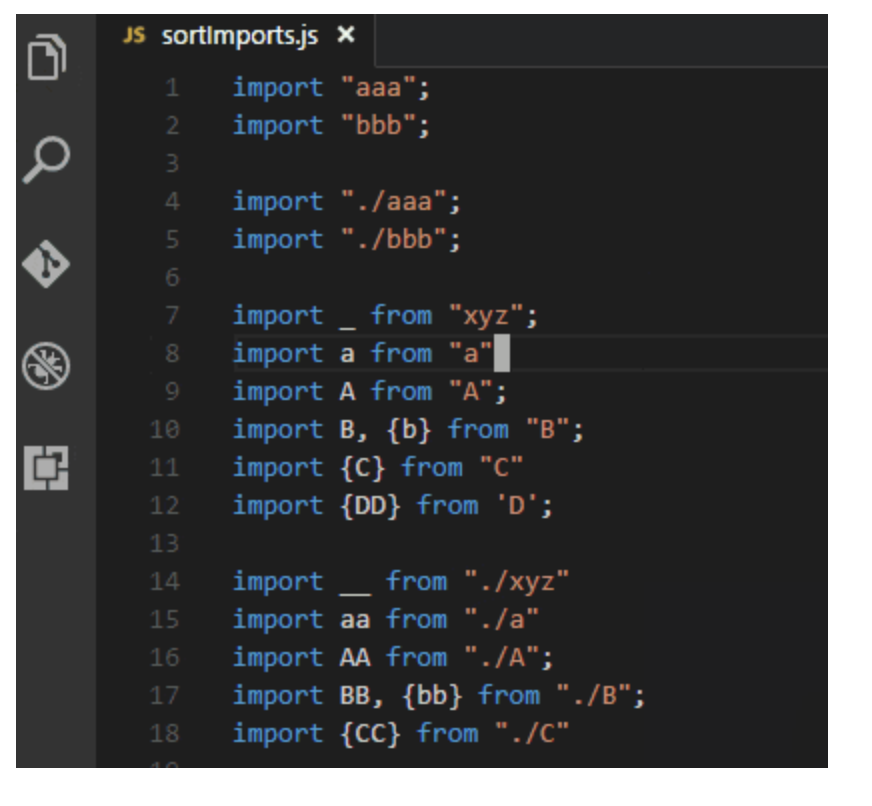 JS sortImports.js ×
1 import "aaa";
2 import "bbb";
3
4 import "./aaa";
5 import "./bbb";
6
7 import _ from "xyz";
8 import a from "a"
9 import A from "A";
10 import B, {b} from "B";
11 import {C} from "C"
12 import {DD} from 'D';
13
14 import __ from "./xyz"
15 import aa from "./a"
16 import AA from "./A";
17 import BB, {bb} from "./B";
18 import {CC} from "./C"